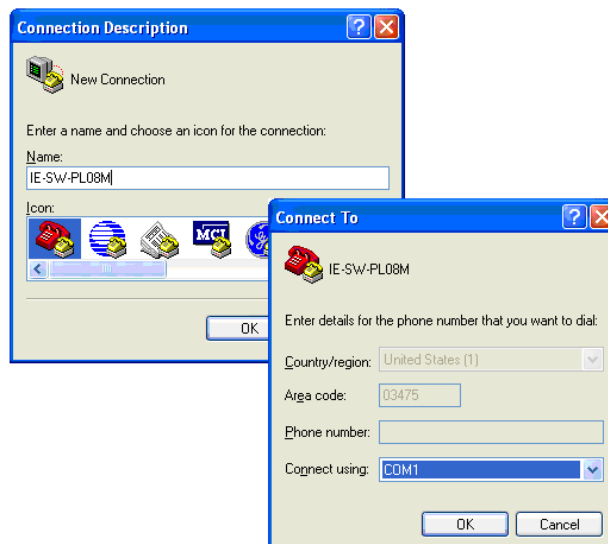 Connection Description
New Connection
Enter a name and choose an icon for the connection:
Name:
IE-SW-PL08M
Icon:
MCI
OK
Connect To
IE-SW-PL08M
Enter details for the phone number that you want to dial:
Country/region: United States (1)
Area code: 03475
Phone number:
Connect using: COM1
OK Cancel